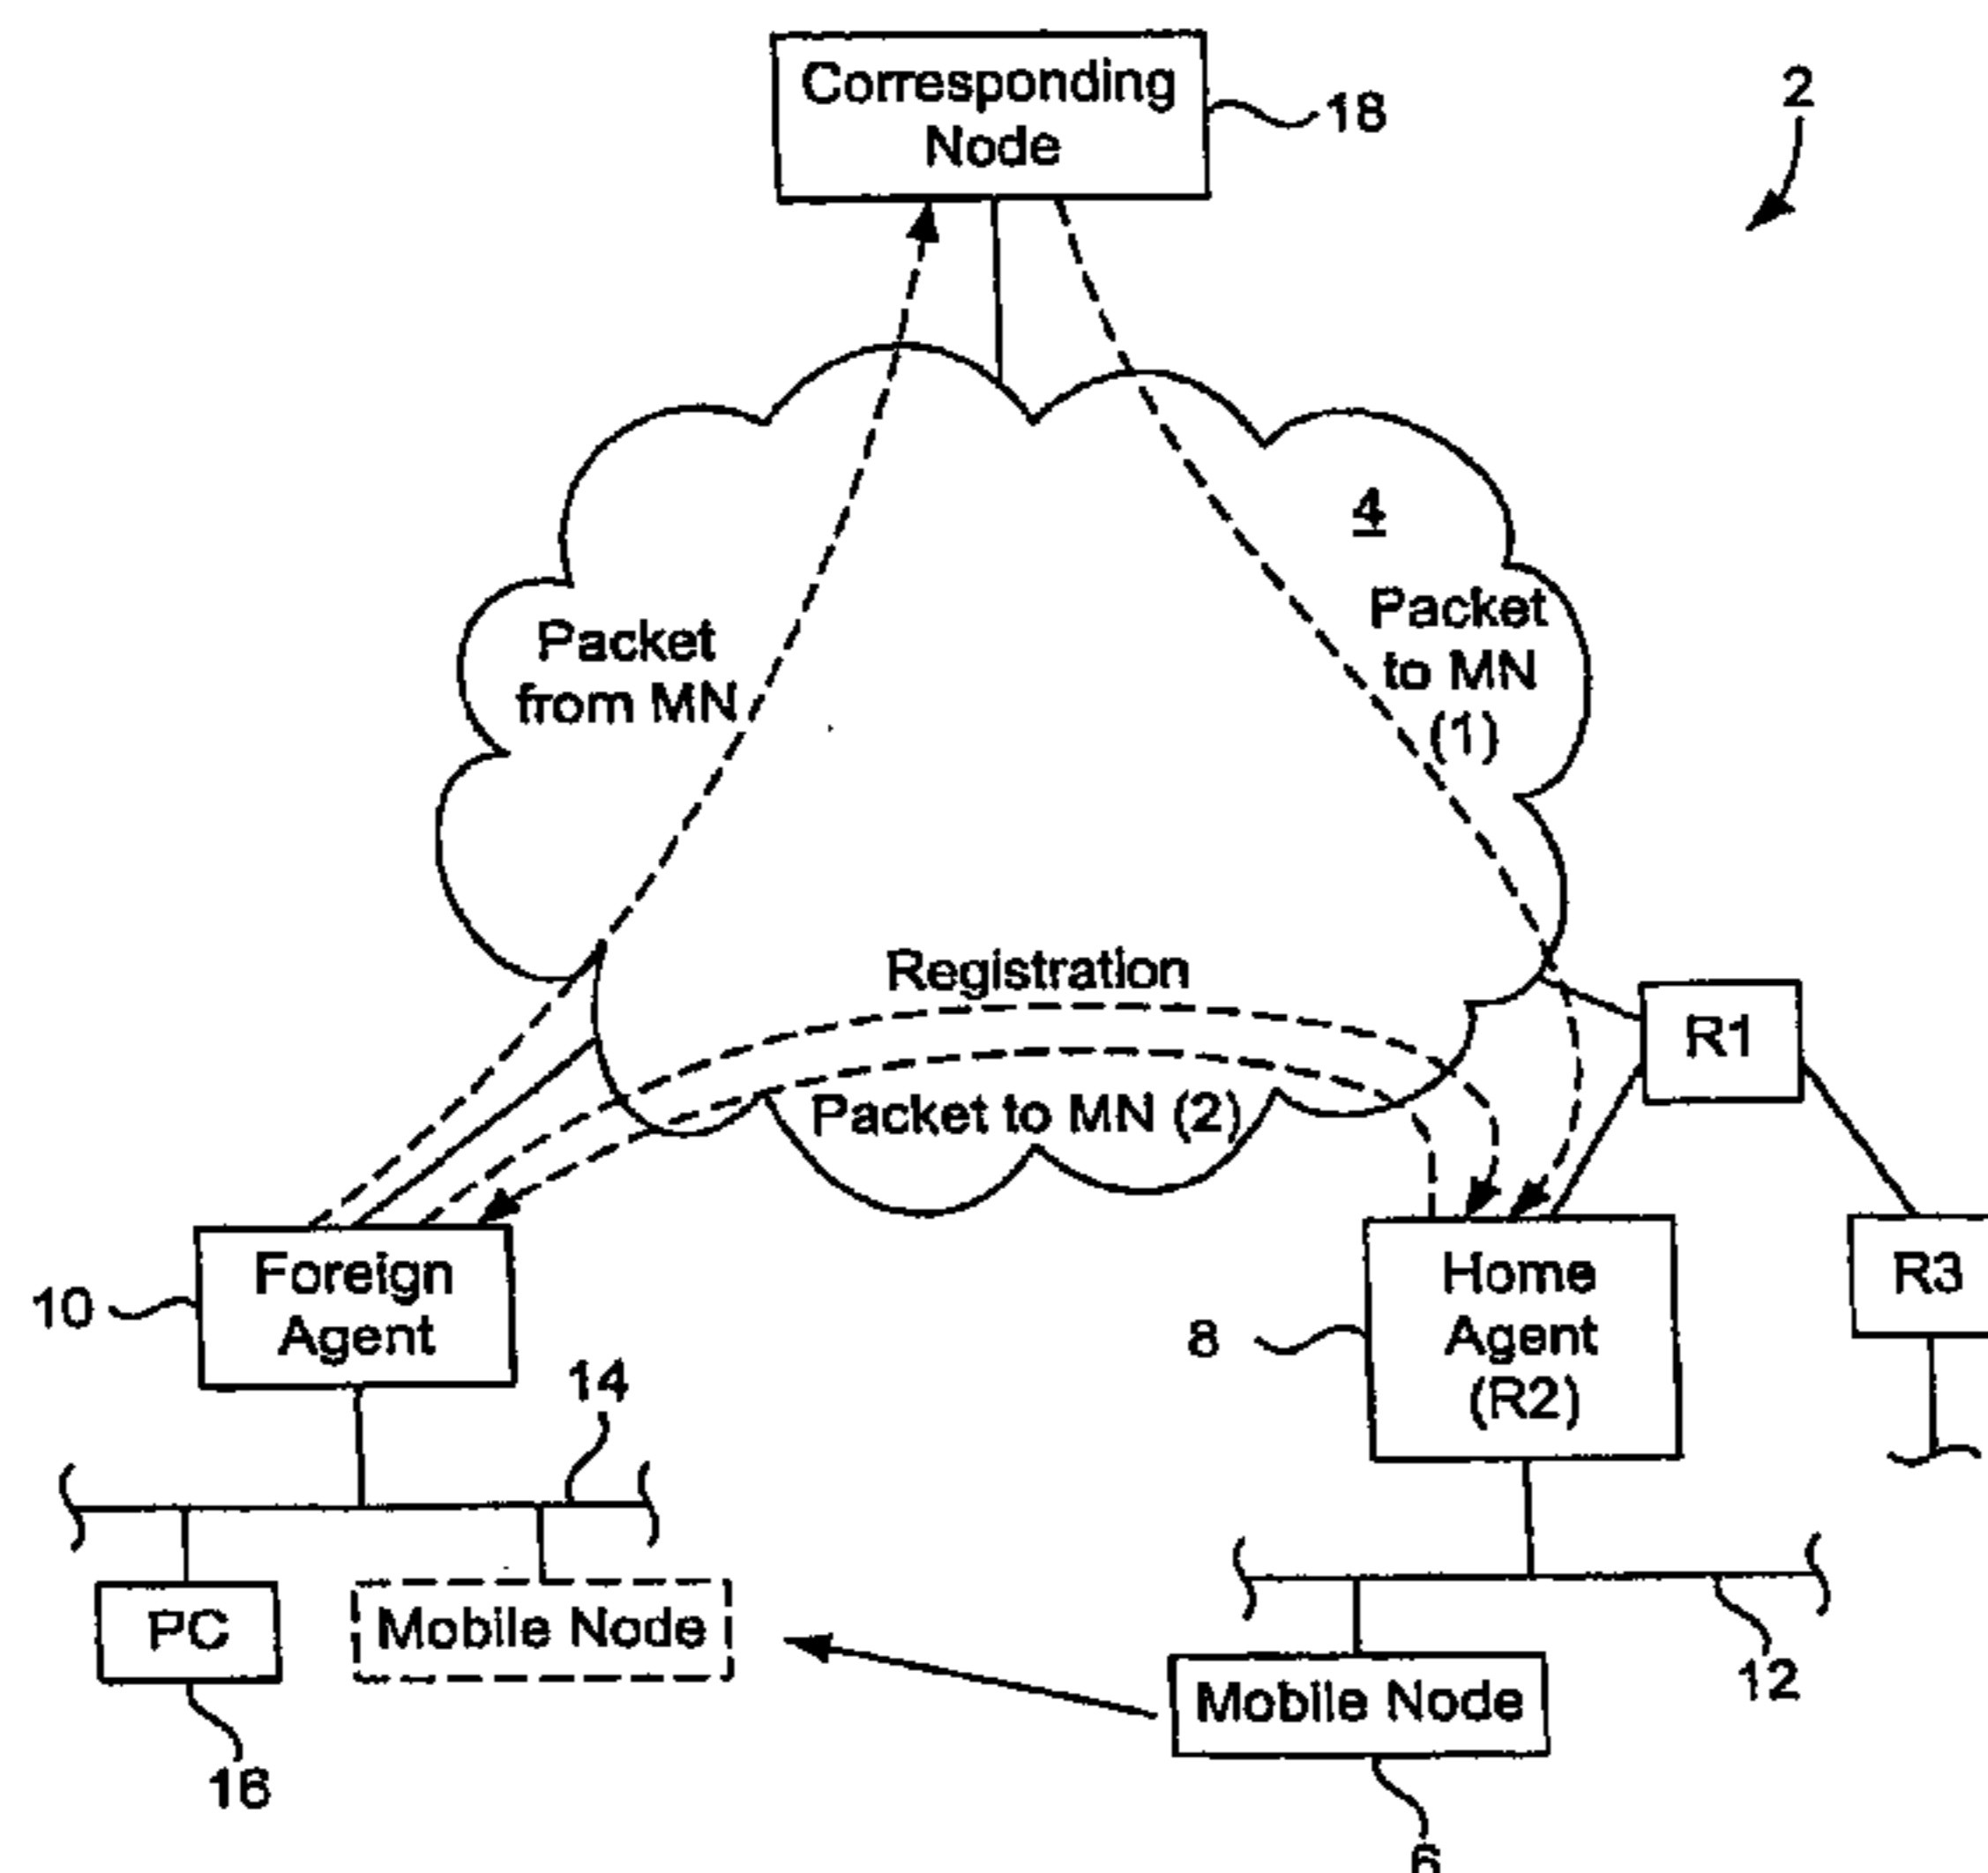 Corresponding
Node
18
2
4
Packet
to MN
(1)
Packet
from MN
Registration
Packet to MN (2)
R1
R3
Foreign
Agent
10
Home
Agent
(R2)
8
14
PC
Mobile Node
16
12
Mobile Node
6